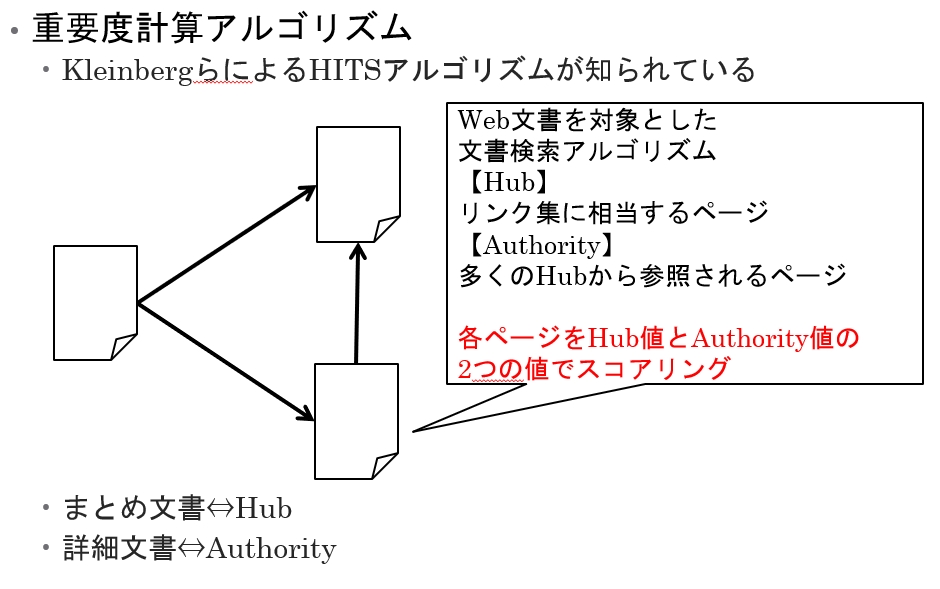 • 重要度計算アルゴリズム
• KleinbergらによるHITSアルゴリズムが知られている
Web文書を対象とした
文書検索アルゴリズム
【Hub】
リンク集に相当するページ
【Authority】
多くのHubから参照されるページ
各ページをHub値とAuthority値の
2つの値でスコアリング
• まとめ文書⇔Hub
• 詳細文書⇔Authority